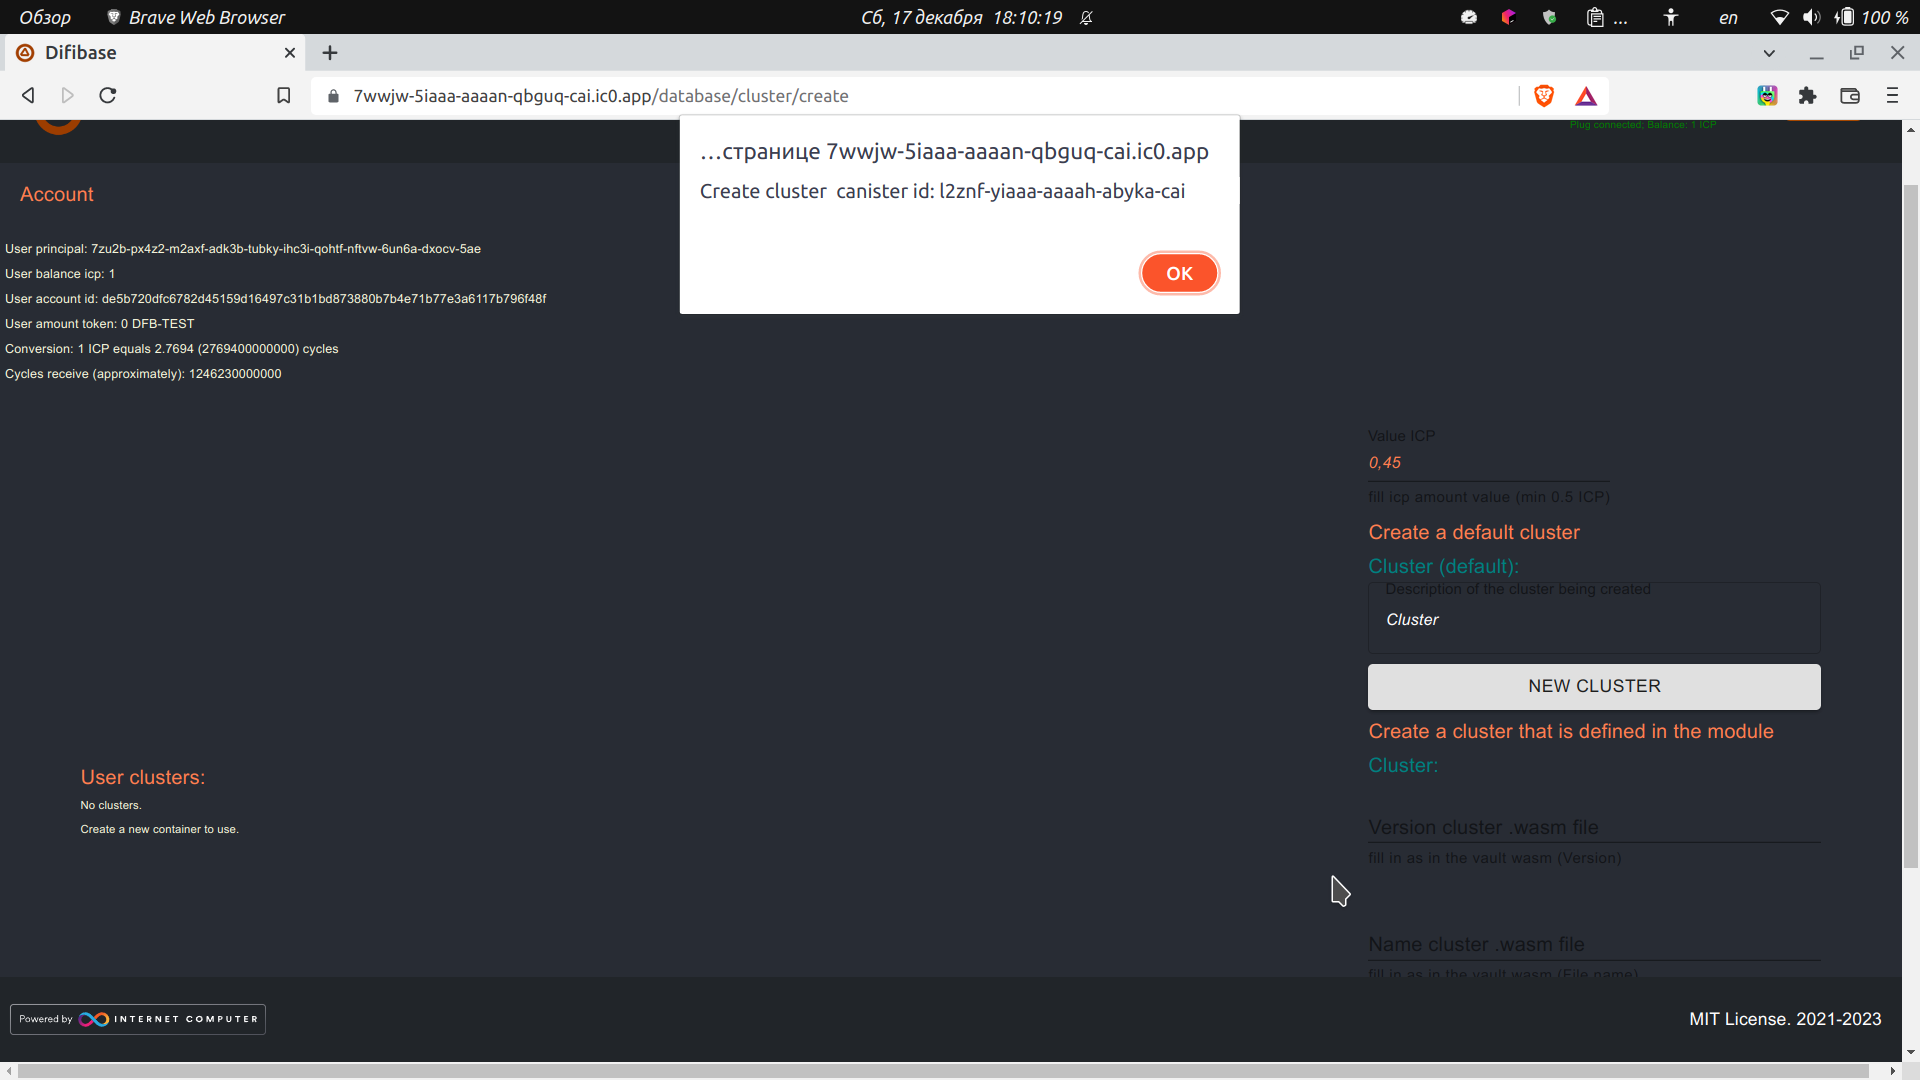 Обзор
Brave Web Browser
Сб, 17 декабря 18:10:19
...
en
100 %
Difibase
7wwjw-5iaaa-aaaan-qbguq-cai.ic0.app/database/cluster/create
Plug connected; Balance: 1 ICP
…странице 7wwjw-5iaaa-aaaan-qbguq-cai.ic0.app
Create cluster  canister id: l2znf-yiaaa-aaaah-abyka-cai
OK
Account
User principal: 7zu2b-px4z2-m2axf-adk3b-tubky-ihc3i-qohtf-nftvw-6un6a-dxocv-5ae
User balance icp: 1
User account id: de5b720dfc6782d45159d16497c31b1bd873880b7b4e71b77e3a6117b796f48f
User amount token: 0 DFB-TEST
Conversion: 1 ICP equals 2.7694 (2769400000000) cycles
Cycles receive (approximately): 1246230000000
Value ICP
0,45
fill icp amount value (min 0.5 ICP)
Create a default cluster
Cluster (default):
Description of the cluster being created
Cluster
NEW CLUSTER
Create a cluster that is defined in the module
Cluster:
User clusters:
No clusters.
Create a new container to use.
Version cluster .wasm file
fill in as in the vault wasm (Version)
Name cluster .wasm file
fill in as in the vault wasm (File name)
Powered by INTERNET COMPUTER
MIT License. 2021-2023